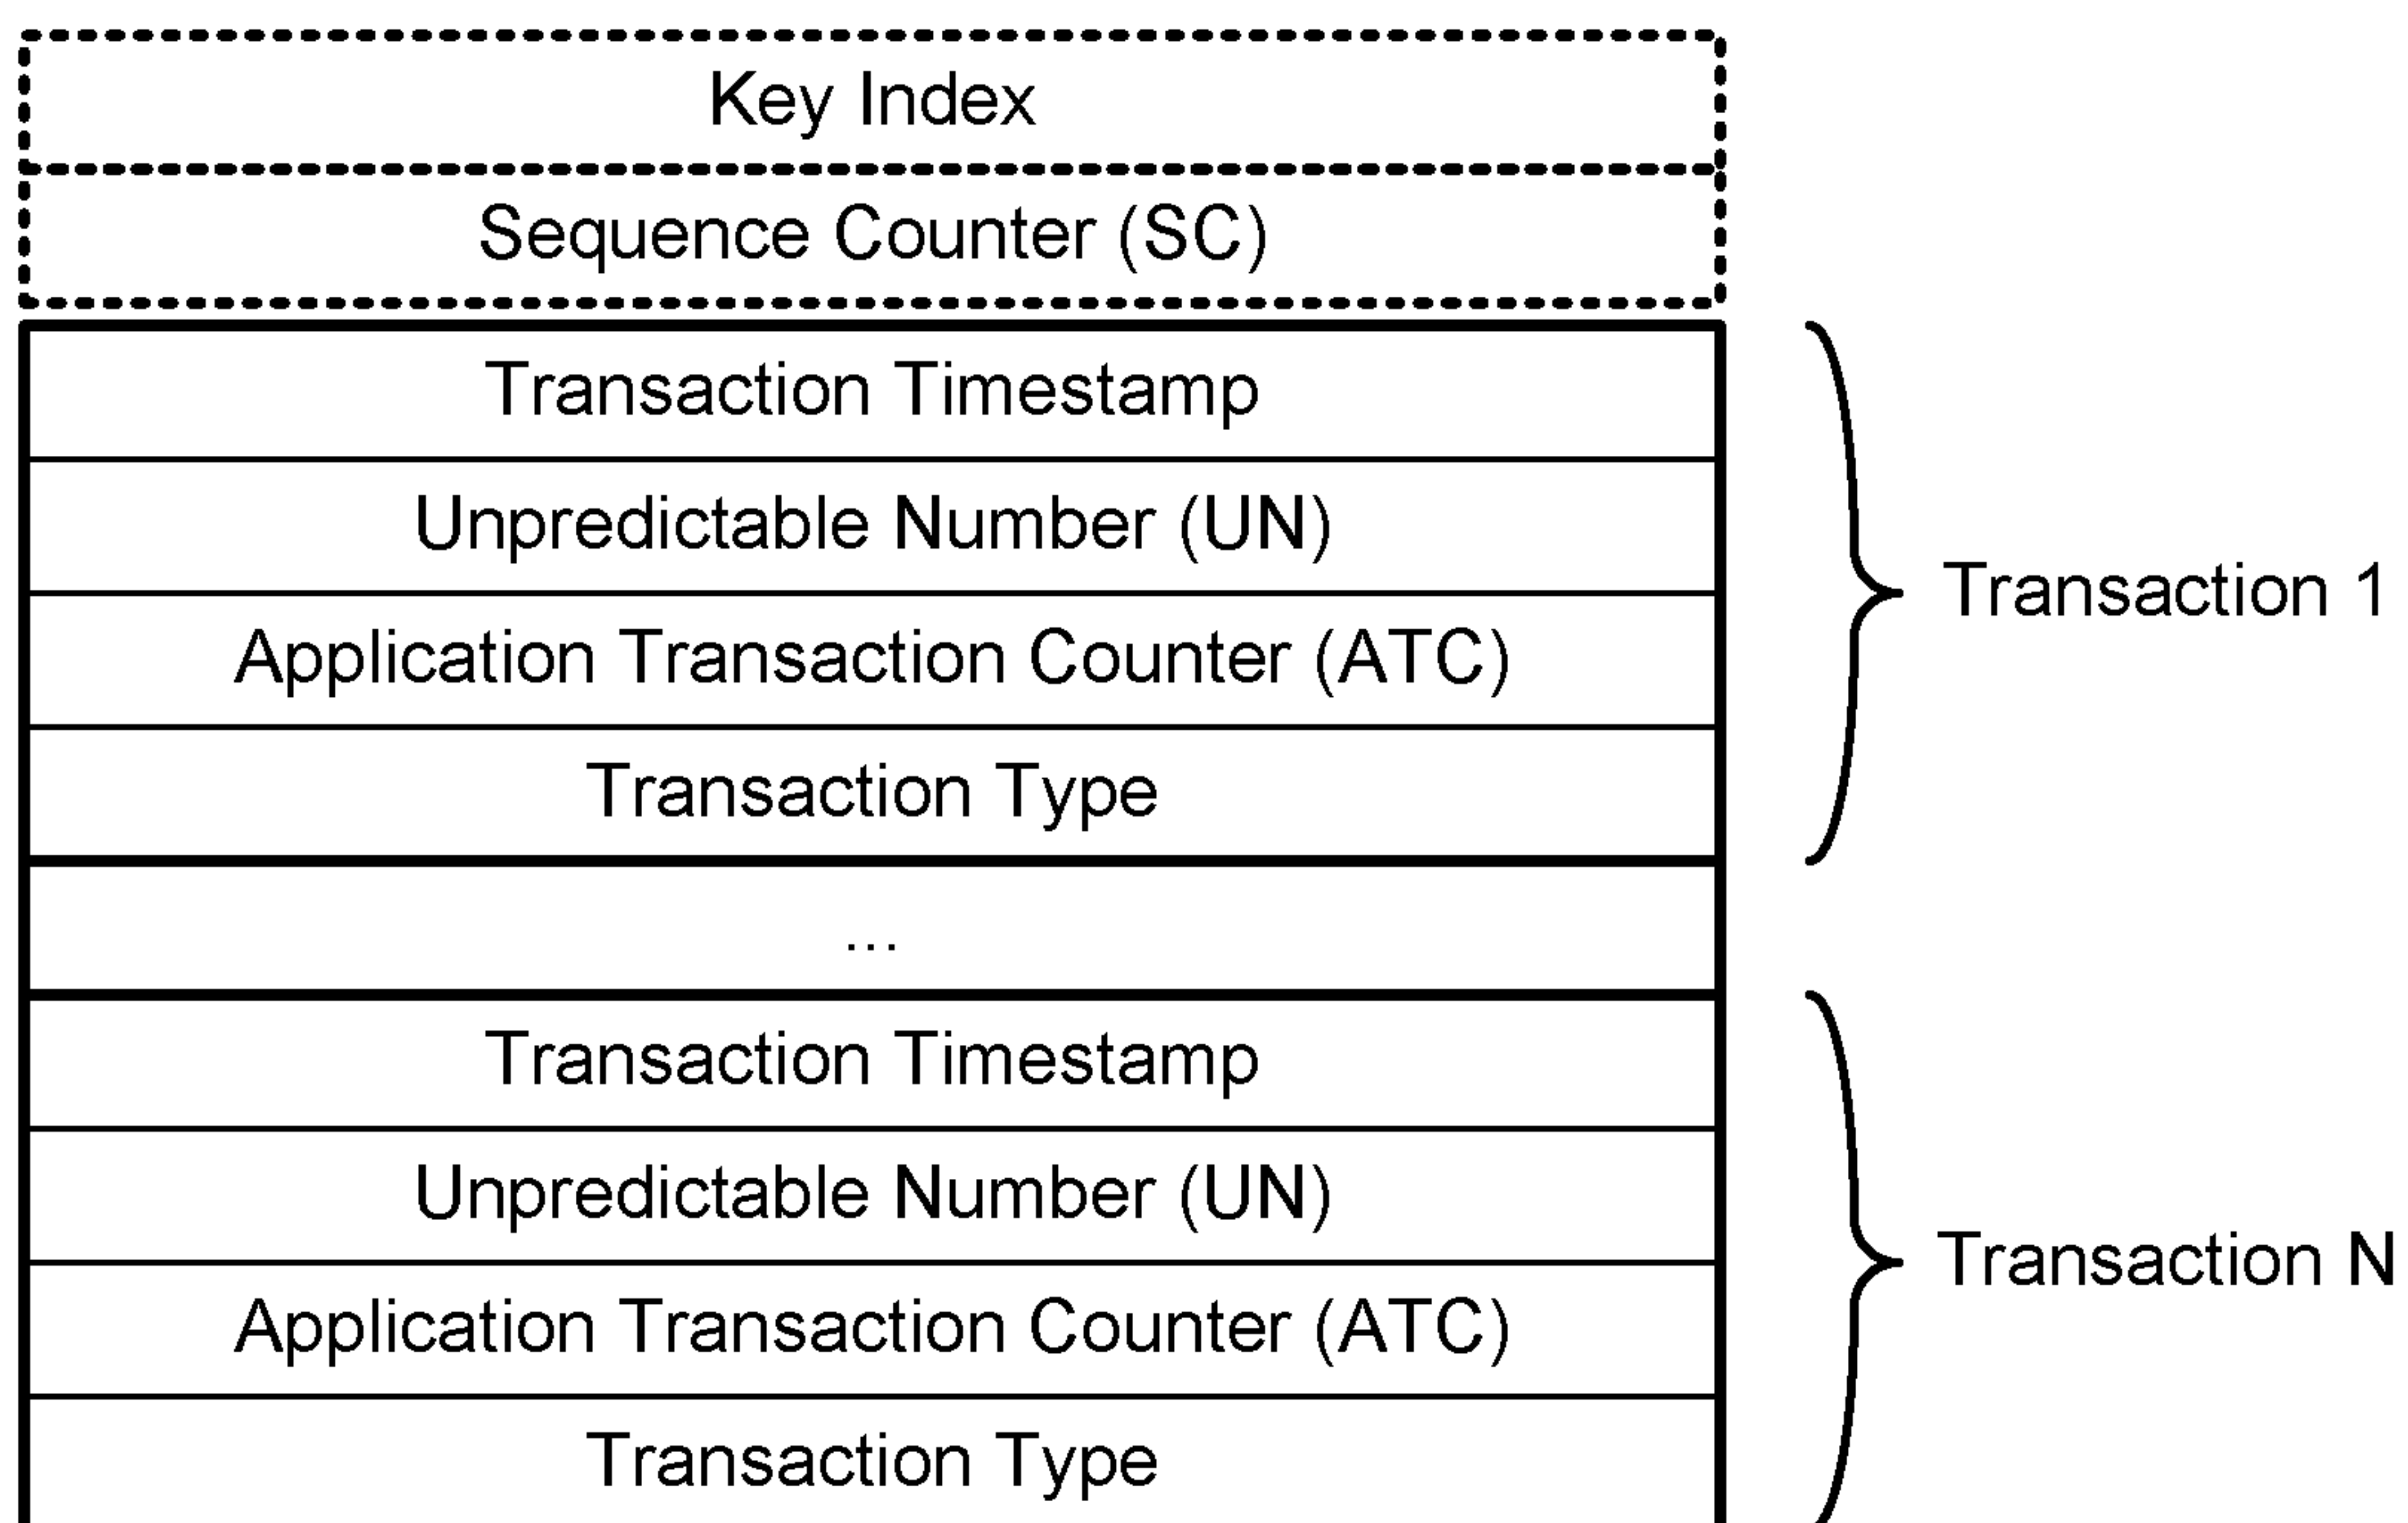 Key Index
Sequence Counter (SC)
Transaction Timestamp
Unpredictable Number (UN)
Application Transaction Counter (ATC)
Transaction Type
Transaction 1
...
Transaction Timestamp
Unpredictable Number (UN)
Application Transaction Counter (ATC)
Transaction Type
Transaction N